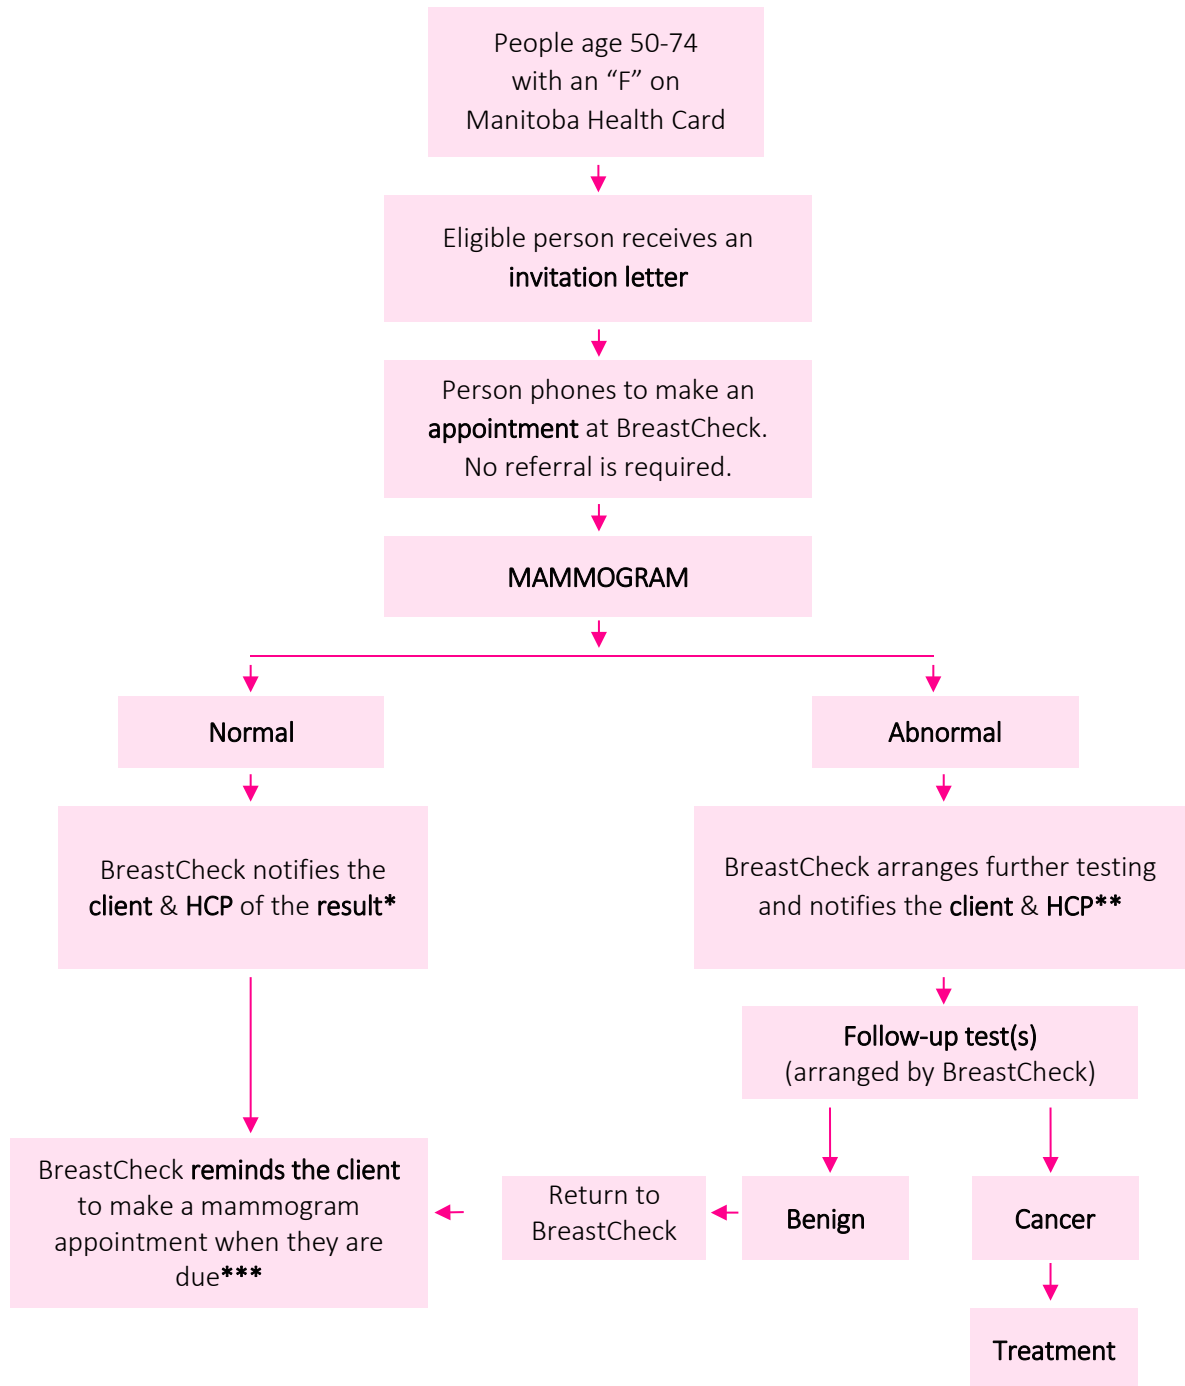 People age 50-74
with an “F” on
Manitoba Health Card
Eligible person receives an
invitation letter
Person phones to make an
appointment at BreastCheck.
No referral is required.
MAMMOGRAM
Normal
Abnormal
BreastCheck notifies the
client & HCP of the result*
BreastCheck arranges further testing
and notifies the client & HCP**
Follow-up test(s)
(arranged by BreastCheck)
BreastCheck reminds the client
to make a mammogram
appointment when they are
due***
Return to
BreastCheck
Benign
Cancer
Treatment